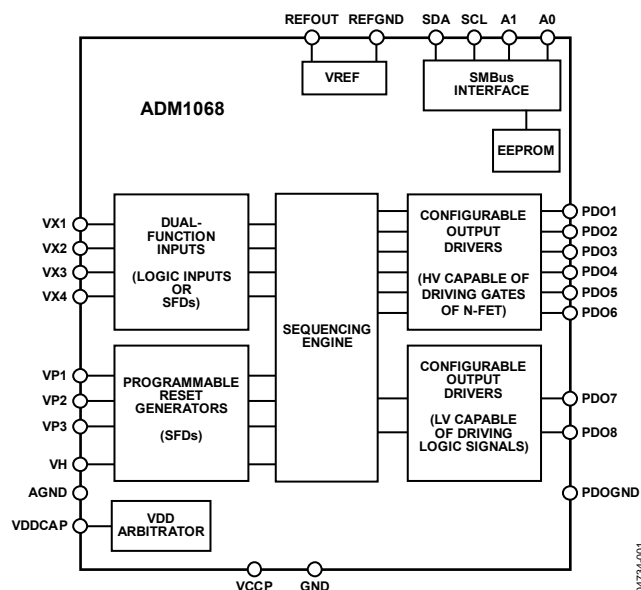 REFOUT REFGND SDA SCL A1 A0
VREF
SMBus
INTERFACE
EEPROM
ADM1068
VX1
VX2
VX3
VX4
DUAL-
FUNCTION
INPUTS
(LOGIC INPUTS
OR
SFDs)
VP1
VP2
VP3
VH
PROGRAMMABLE
RESET
GENERATORS
(SFDs)
AGND
VDDCAP
VDD
ARBITRATOR
SEQUENCING
ENGINE
CONFIGURABLE
OUTPUT
DRIVERS
(HV CAPABLE OF
DRIVING GATES
OF N-FET)
PDO1
PDO2
PDO3
PDO4
PDO5
PDO6
CONFIGURABLE
OUTPUT
DRIVERS
(LV CAPABLE
OF DRIVING
LOGIC SIGNALS)
PDO7
PDO8
PDOGND
VCCP GND
04734-001